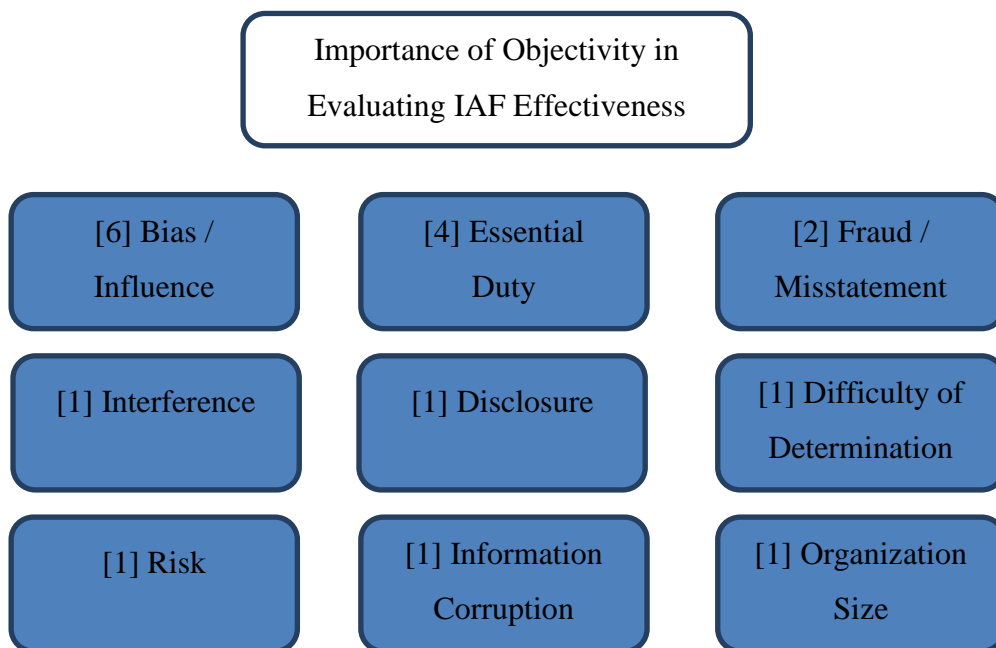 Importance of Objectivity in
Evaluating IAF Effectiveness
[6] Bias /
Influence
[4] Essential
Duty
[2] Fraud /
Misstatement
[1] Interference
[1] Disclosure
[1] Difficulty of
Determination
[1] Risk
[1] Information
Corruption
[1] Organization
Size